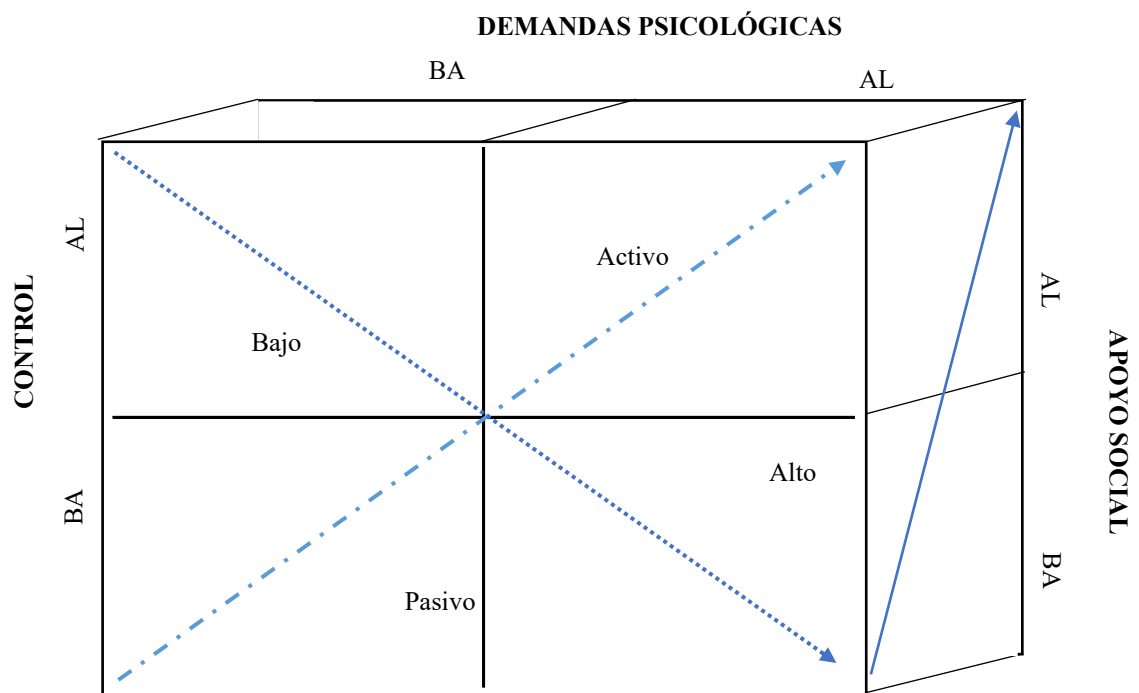 DEMANDAS PSICOLÓGICAS
BA
AL
AL
CONTROL
BA
Activo
Bajo
Alto
Pasivo
AL
APOYO SOCIAL
BA